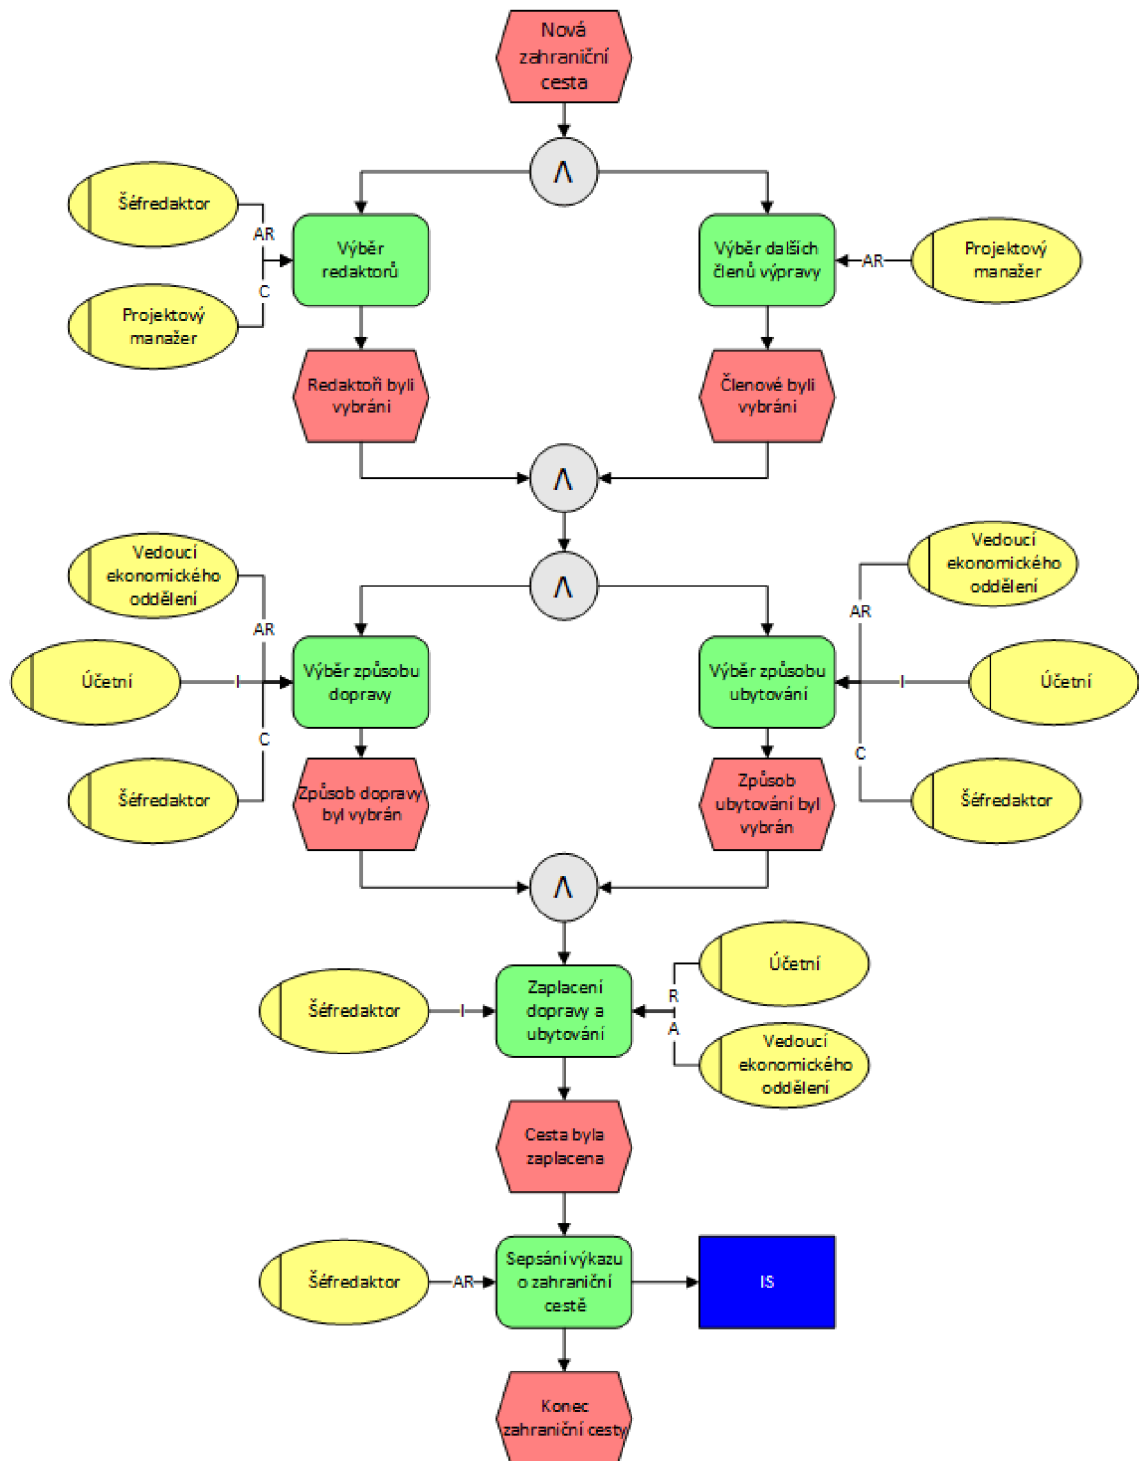 Nová
zahraniční
cesta
Λ
Šéfredaktor
AR
Výběr
redaktorů
Výběr dalších
členů výpravy
AR
Projektový
manažer
C
Projektový
manažer
Redaktoři byli
vybráni
Členové byli
vybráni
Λ
Λ
Vedoucí
ekonomického
oddělení
Vedoucí
ekonomického
oddělení
AR
AR
Účetní
I
Výběr způsobu
dopravy
Výběr způsobu
ubytování
I
Účetní
C
C
Šéfredaktor
Způsob dopravy
byl vybrán
Způsob
ubytování byl
vybrán
Šéfredaktor
Λ
Účetní
Šéfredaktor
I
Zaplacení
dopravy a
ubytování
R
A
Vedoucí
ekonomického
oddělení
Cesta byla
zaplacena
Šéfredaktor
AR
Sepsání výkazu
o zahraniční
cestě
IS
Konec
zahraniční cesty